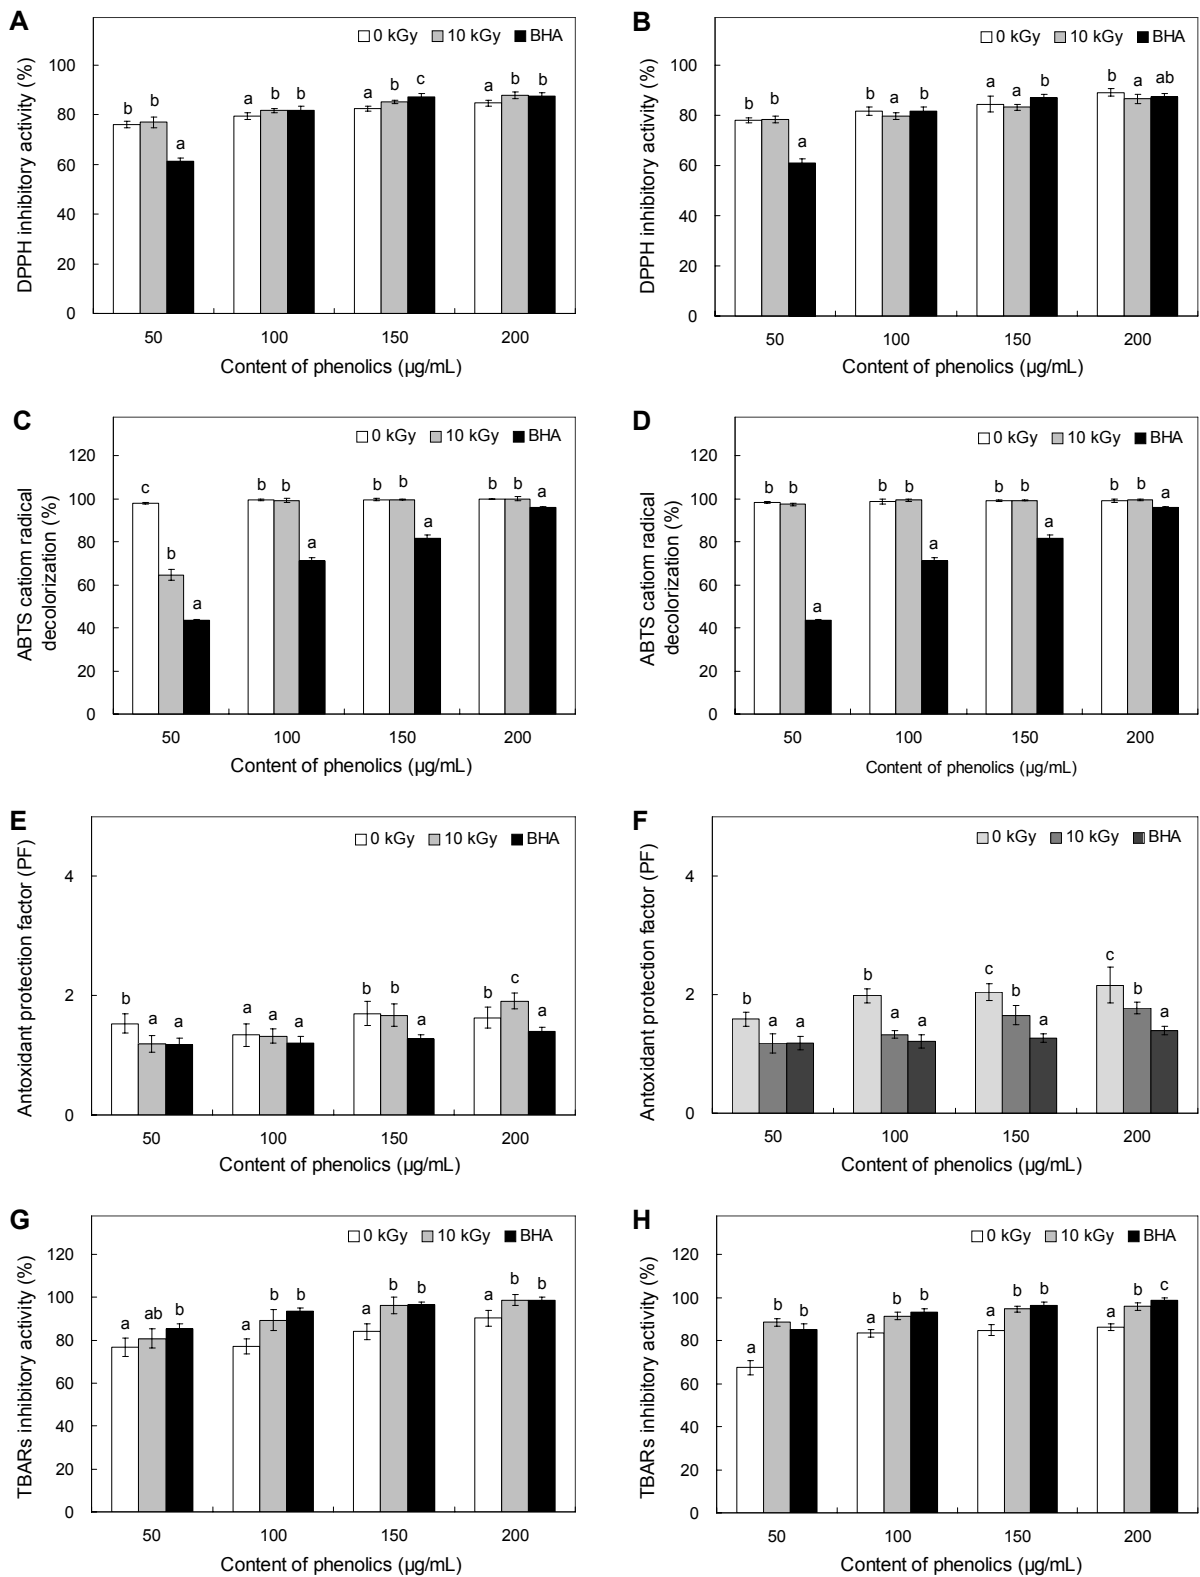 A
0 kGy 10 kGy BHA
DPPH inhibitory activity (%)
100
80
60
40
20
0
b b a
a b b
a b c
a b b
50 100 150 200
Content of phenolics (µg/mL)
B
0 kGy 10 kGy BHA
DPPH inhibitory activity (%)
100
80
60
40
20
0
b b a
b a b
a a b
b a ab
50 100 150 200
Content of phenolics (µg/mL)
C
0 kGy 10 kGy BHA
ABTS catiom radical
decolorization (%)
120
100
80
60
40
20
0
c b a
b b a
b b a
b b a
50 100 150 200
Content of phenolics (µg/mL)
D
0 kGy 10 kGy BHA
ABTS catiom radical
decolorization (%)
120
100
80
60
40
20
0
b b a
b b a
b b a
b b a
50 100 150 200
Content of phenolics (µg/mL)
E
0 kGy 10 kGy BHA
Antoxidant protection factor (PF)
4
2
0
b a a
a a a
b b a
b c a
50 100 150 200
Content of phenolics (µg/mL)
F
0 kGy 10 kGy BHA
Antoxidant protection factor (PF)
4
2
0
b a a
b a a
c b a
c b a
50 100 150 200
Content of phenolics (µg/mL)
G
0 kGy 10 kGy BHA
TBARs inhibitory activity (%)
120
100
80
60
40
20
0
a ab b
a b b
a b b
a b b
50 100 150 200
Content of phenolics (µg/mL)
H
0 kGy 10 kGy BHA
TBARs inhibitory activity (%)
120
100
80
60
40
20
0
a b b
a b b
a b b
a b c
50 100 150 200
Content of phenolics (µg/mL)